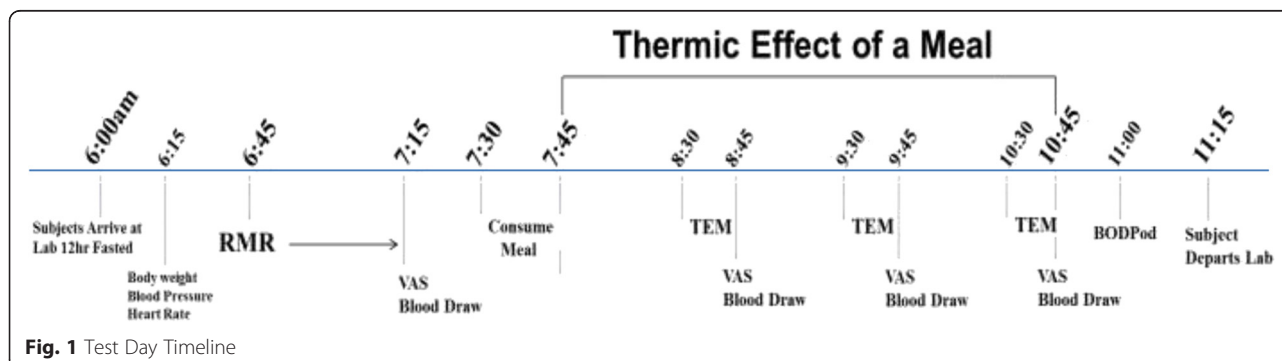 Thermic Effect of a Meal
6:00am
6:15
6:45
7:15
7:30
7:45
8:30
8:45
9:30
9:45
10:30
10:45
11:00
11:15
Subjects Arrive at
Lab 12hr Fasted
Body weight
Blood Pressure
Heart Rate
RMR
VAS
Blood Draw
Consume
Meal
TEM
VAS
Blood Draw
TEM
VAS
Blood Draw
TEM
VAS
Blood Draw
BODPod
Subject
Departs Lab
Fig. 1 Test Day Timeline